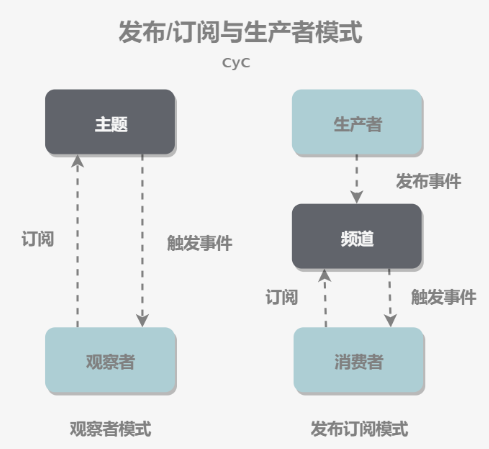 发布/订阅与生产者模式
CyC
主题
生产者
发布事件
频道
订阅
触发事件
订阅
触发事件
观察者
消费者
观察者模式
发布订阅模式